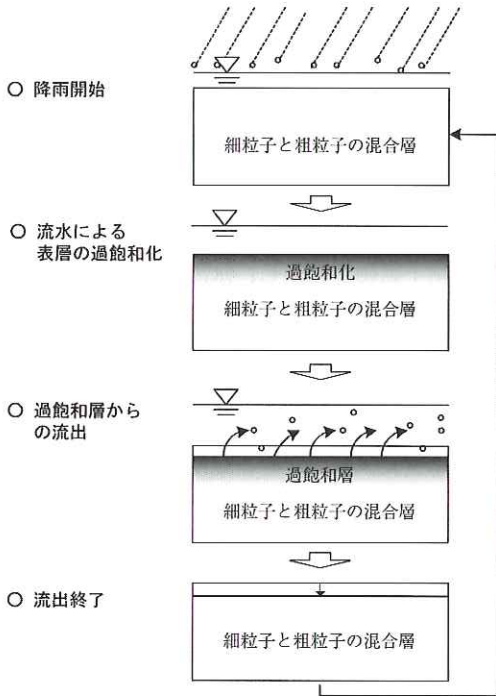 ○ 降雨開始
細粒子と粗粒子の混合層
○ 流水による
表層の過飽和化
過飽和化
細粒子と粗粒子の混合層
○ 過飽和層から
の流出
過飽和層
細粒子と粗粒子の混合層
○ 流出終了
細粒子と粗粒子の混合層